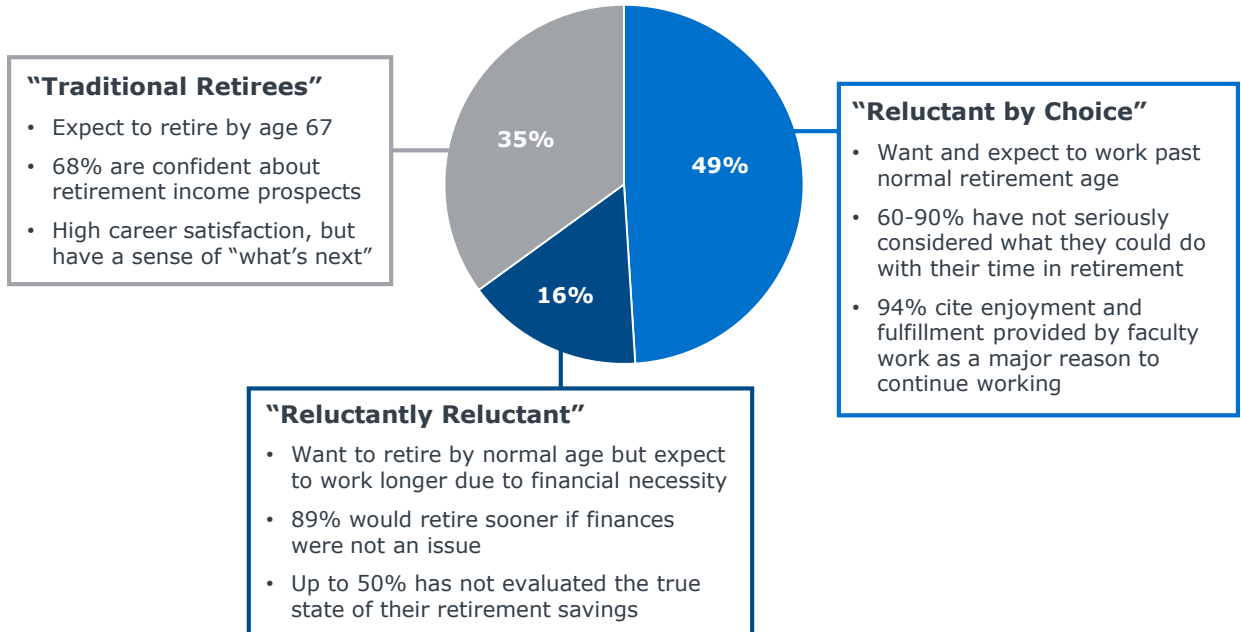 “Traditional Retirees”
• Expect to retire by age 67
• 68% are confident about
retirement income prospects
• High career satisfaction, but
have a sense of “what’s next”
35%
49%
16%
“Reluctant by Choice”
• Want and expect to work past
normal retirement age
• 60-90% have not seriously
considered what they could do
with their time in retirement
• 94% cite enjoyment and
fulfillment provided by faculty
work as a major reason to
continue working
“Reluctantly Reluctant”
• Want to retire by normal age but expect
to work longer due to financial necessity
• 89% would retire sooner if finances
were not an issue
• Up to 50% has not evaluated the true
state of their retirement savings